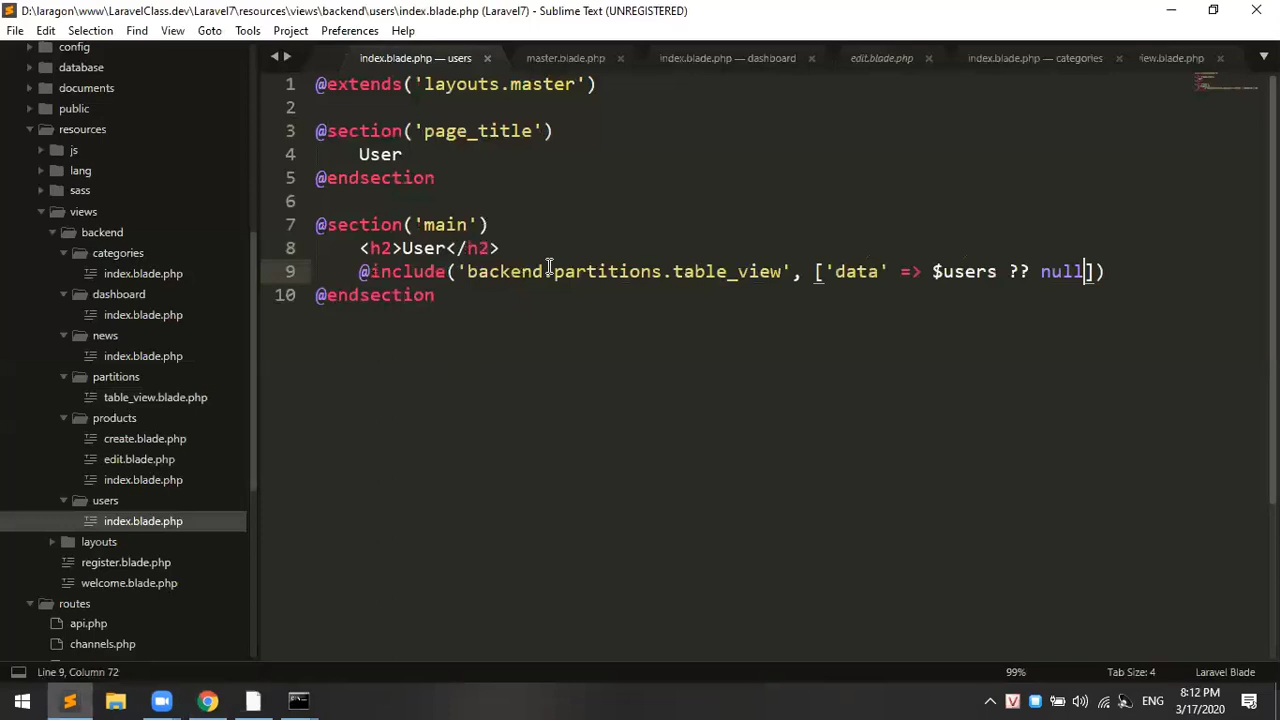 D:\laragon\www\LaravelClass.dev\Laravel7\resources\views\backend\users\index.blade.php (Laravel7) - Sublime Text (UNREGISTERED)
File Edit Selection Find View Goto Tools Project Preferences Help
config
database
documents
public
resources
js
lang
sass
views
backend
categories
index.blade.php
dashboard
index.blade.php
news
index.blade.php
partitions
table_view.blade.php
products
create.blade.php
edit.blade.php
index.blade.php
users
index.blade.php
layouts
register.blade.php
welcome.blade.php
routes
api.php
channels.php
index.blade.php — users master.blade.php index.blade.php — dashboard edit.blade.php index.blade.php — categories iew.blade.php
1 @extends('layouts.master')
2
3 @section('page_title')
4 User
5 @endsection
6
7 @section('main')
8 <h2>User</h2>
9 @include('backend.partitions.table_view', ['data' => $users ?? null])
10 @endsection
Line 9, Column 72 99% Tab Size: 4 Laravel Blade
V ENG 8:12 PM
3/17/2020